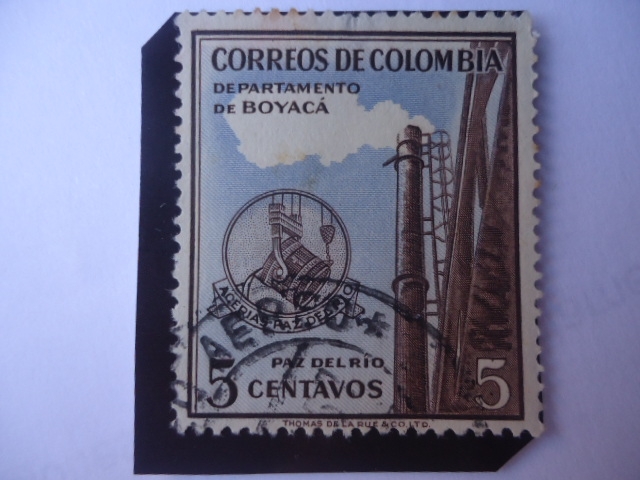 CORREOS DE COLOMBIA
DEPARTAMENTO
DE BOYACÁ
ACERIAS PAZ DEL RIO
PAZ DEL RÍO
5 CENTAVOS 5
THOMAS DE LA RUE & CO. LTD.